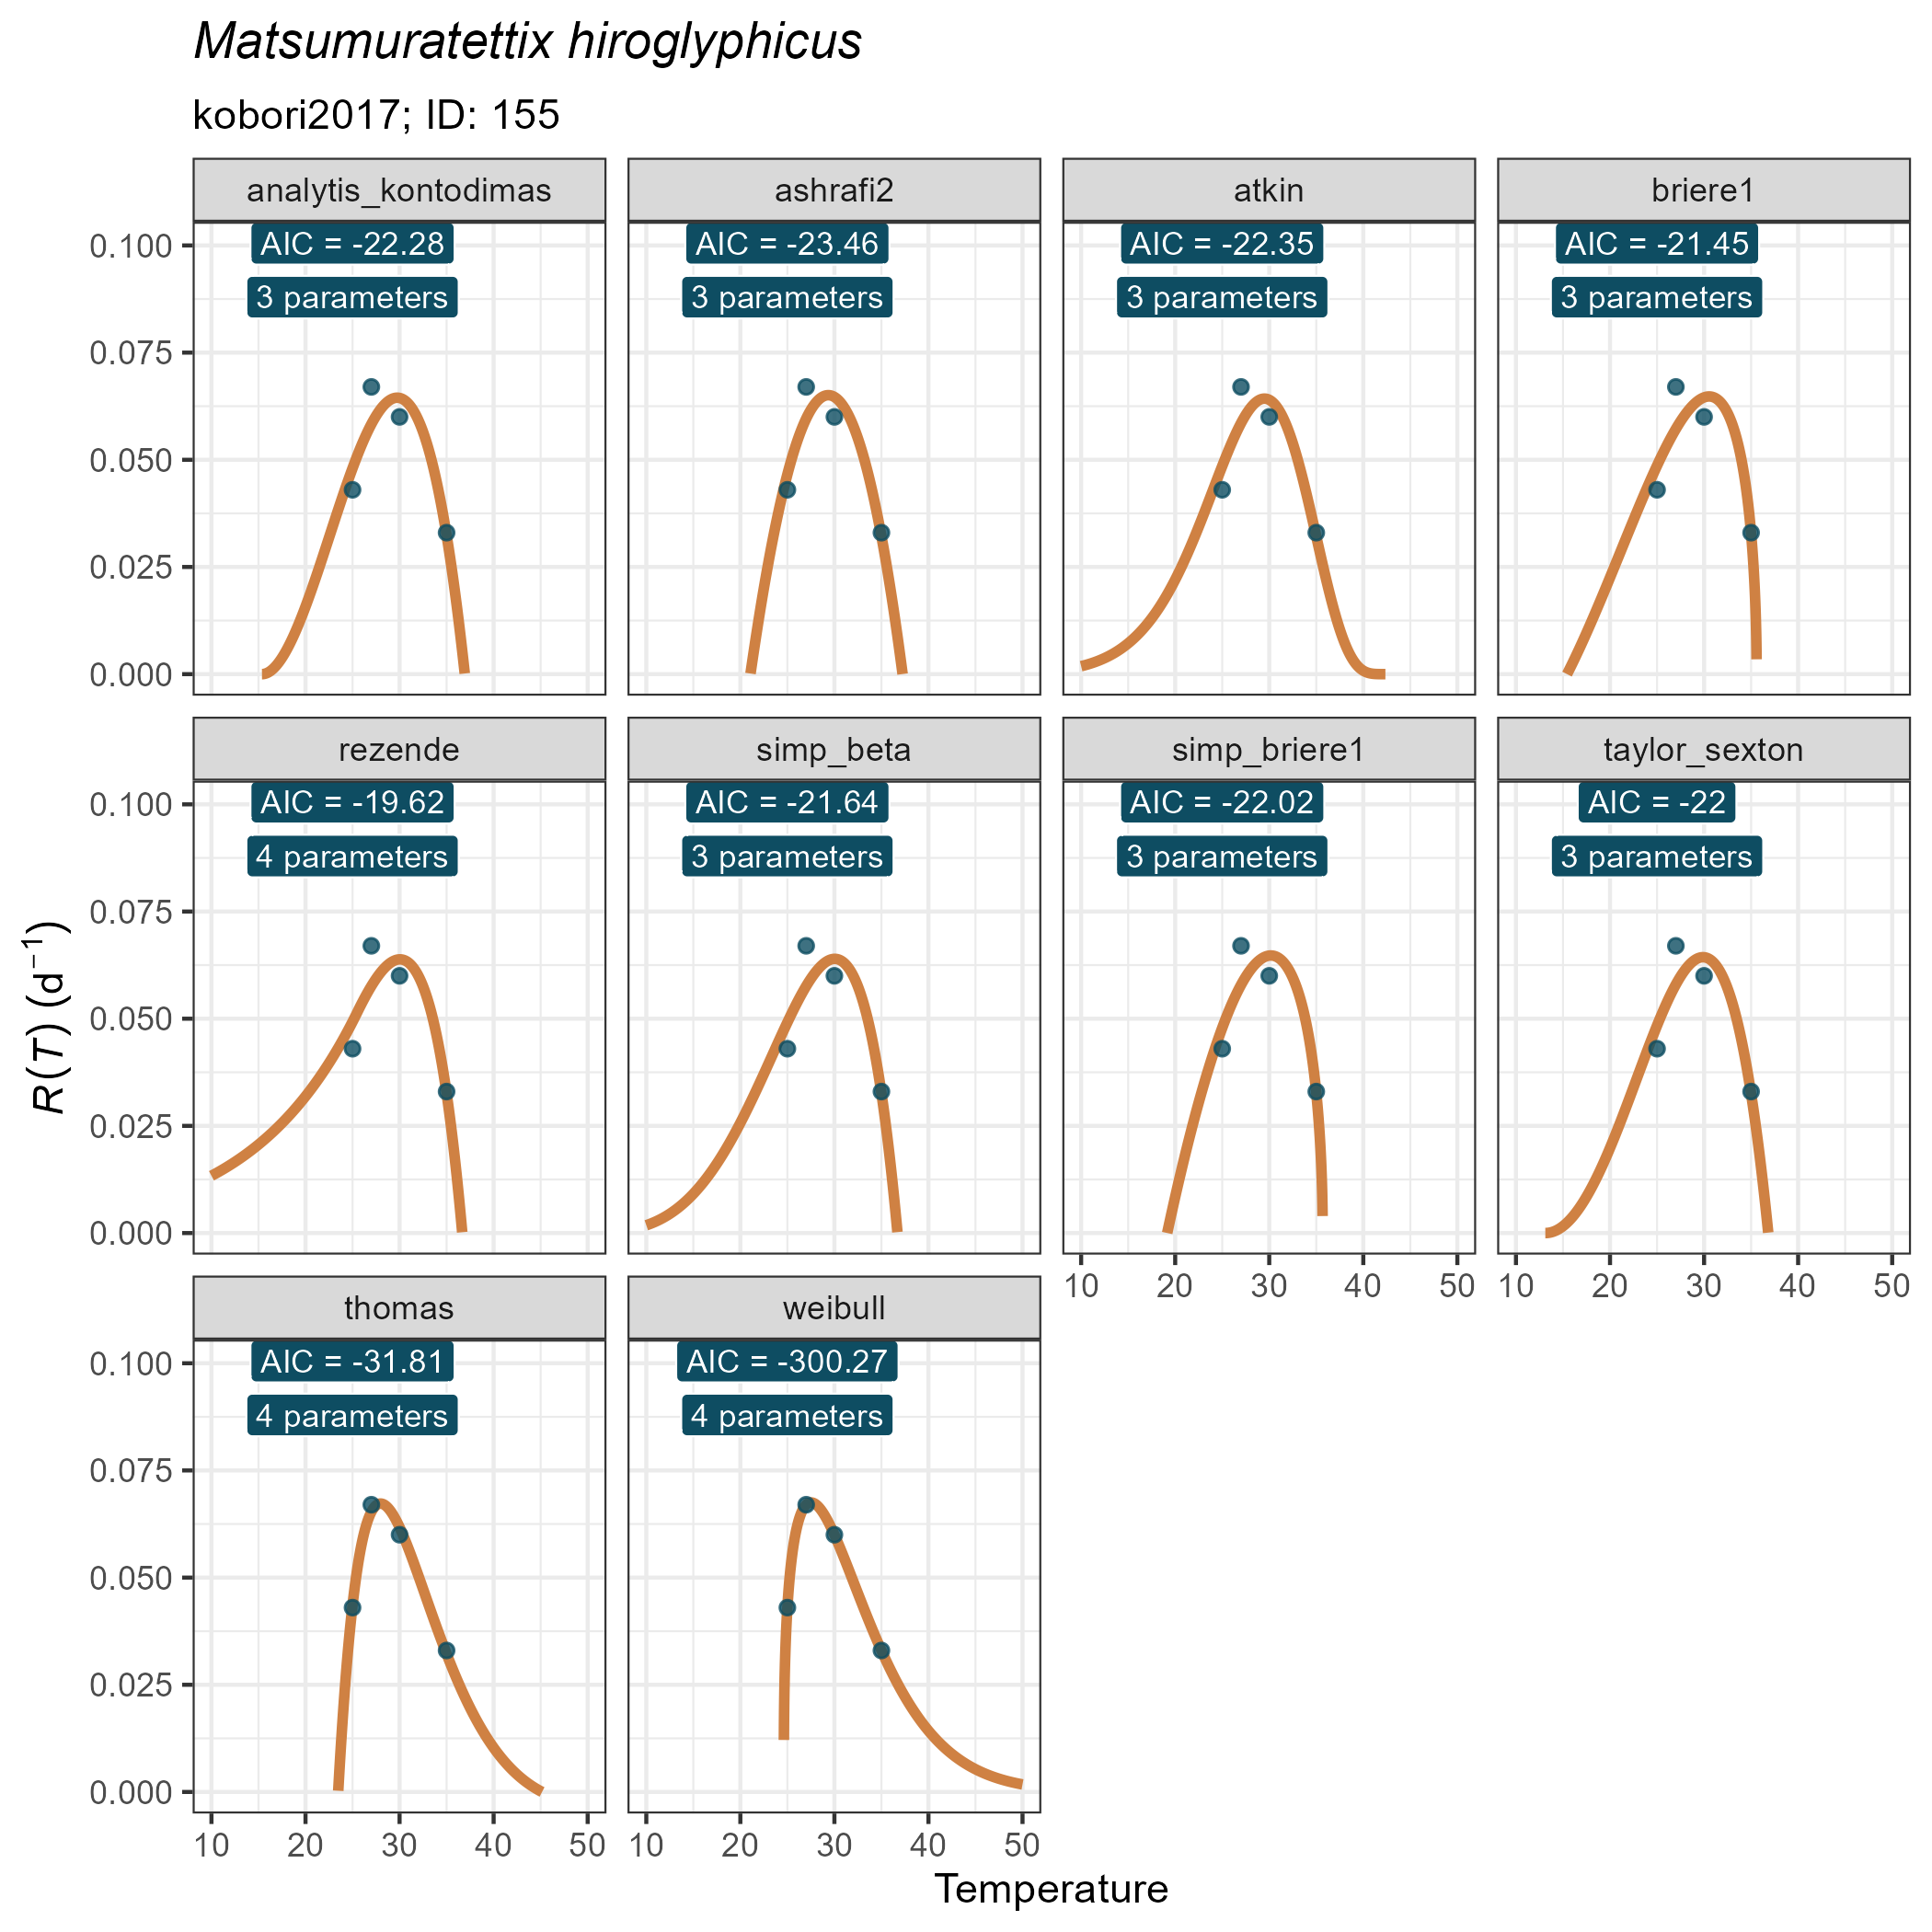 Matsumuratettix hiroglyphicus
kobori2017; ID: 155
analytis_kontodimas
ashrafi2
atkin
briere1
AIC = -22.28
3 parameters
AIC = -23.46
3 parameters
AIC = -22.35
3 parameters
AIC = -21.45
3 parameters
0.100
0.075
0.050
0.025
0.000
rezende
simp_beta
simp_briere1
taylor_sexton
AIC = -19.62
4 parameters
AIC = -21.64
3 parameters
AIC = -22.02
3 parameters
AIC = -22
3 parameters
0.100
0.075
0.050
0.025
0.000
10 20 30 40 50
10 20 30 40 50
thomas
weibull
AIC = -31.81
4 parameters
AIC = -300.27
4 parameters
0.100
0.075
0.050
0.025
0.000
10 20 30 40 50
10 20 30 40 50
R(T) (d⁻¹)
Temperature